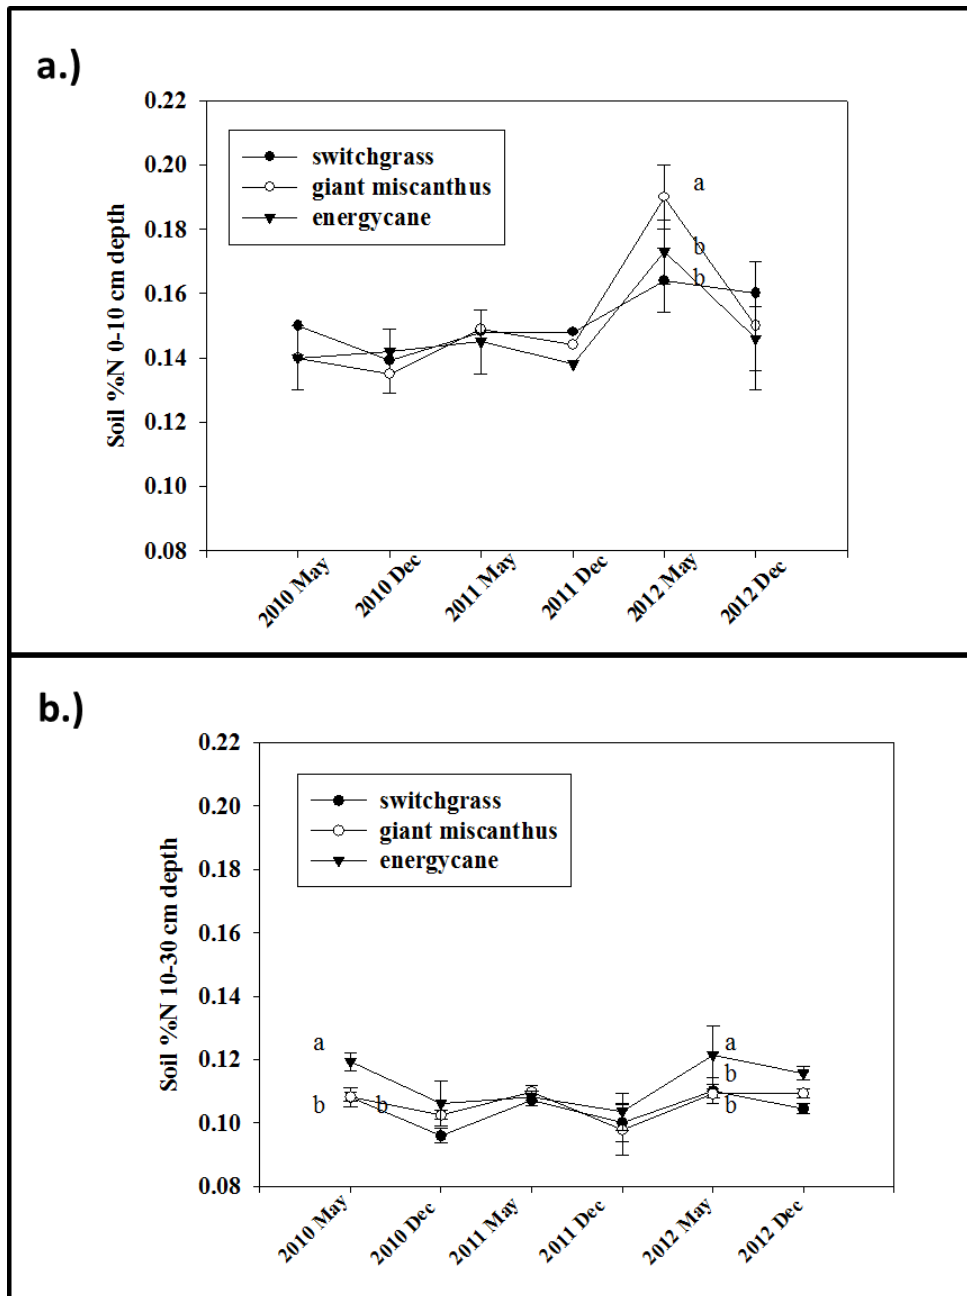 a.)
0.22
0.20
0.18
0.16
0.14
0.12
0.10
0.08
Soil %N 0-10 cm depth
switchgrass
giant miscanthus
energycane
a
b
b
2010 May
2010 Dec
2011 May
2011 Dec
2012 May
2012 Dec
b.)
0.22
0.20
0.18
0.16
0.14
0.12
0.10
0.08
Soil %N 10-30 cm depth
switchgrass
giant miscanthus
energycane
a
b
b
a
b
b
2010 May
2010 Dec
2011 May
2011 Dec
2012 May
2012 Dec